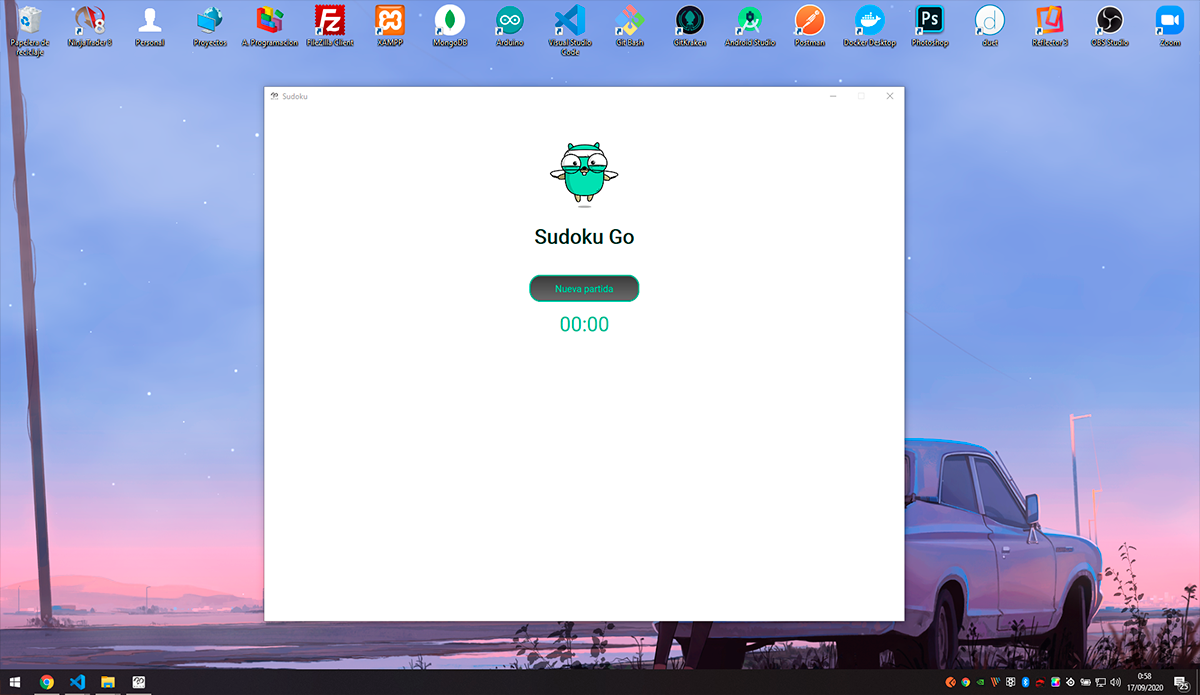 Papelera de
reciclaje
NinjaTrader 8
Personal
Proyectos
A. Programacion
FileZilla Client
XAMPP
MongoDB
Arduino
Visual Studio
Code
Git Bash
GitKraken
Android Studio
Postman
Docker Desktop
Photoshop
duet
Reflector 3
OBS Studio
Zoom
Sudoku
Sudoku Go
Nueva partida
00:00
0:58
17/09/2020
25